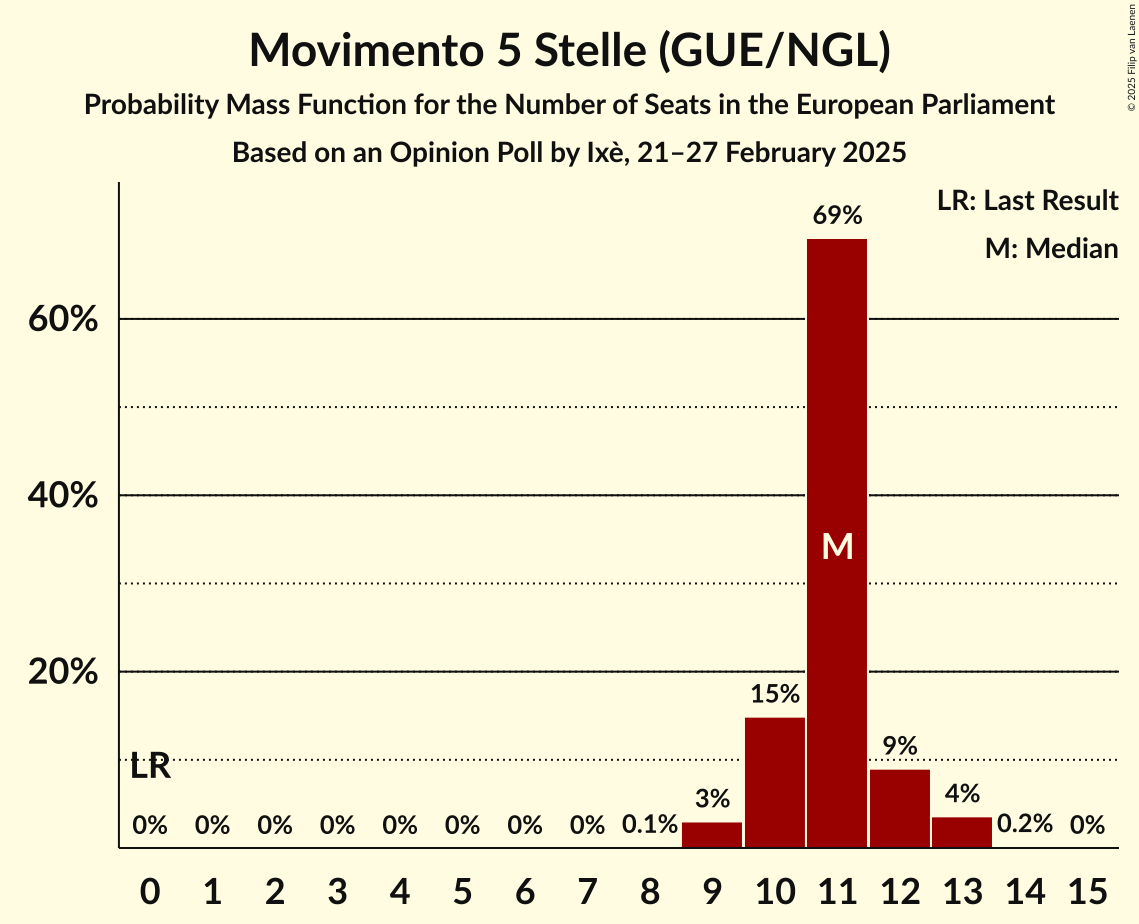 Movimento 5 Stelle (GUE/NGL)
Probability Mass Function for the Number of Seats in the European Parliament
Based on an Opinion Poll by Ixè, 21–27 February 2025
© 2025 Filip van Laenen
LR: Last Result
M: Median
69%
60%
40%
M
20%
15%
9%
LR
3%
4%
0% 0% 0% 0% 0% 0% 0% 0% 0.1% 0.2% 0%
0 1 2 3 4 5 6 7 8 9 10 11 12 13 14 15